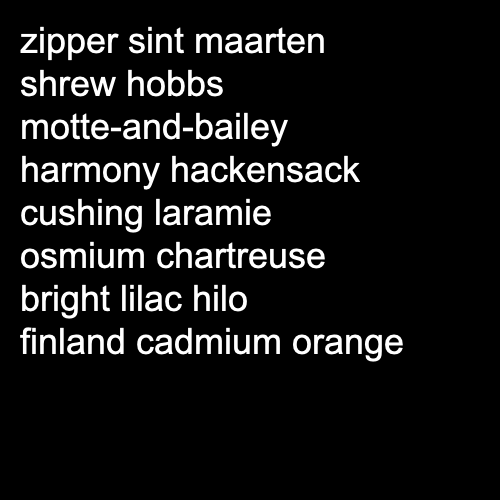 zipper sint maarten
shrew hobbs
motte-and-bailey
harmony hackensack
cushing laramie
osmium chartreuse
bright lilac hilo
finland cadmium orange